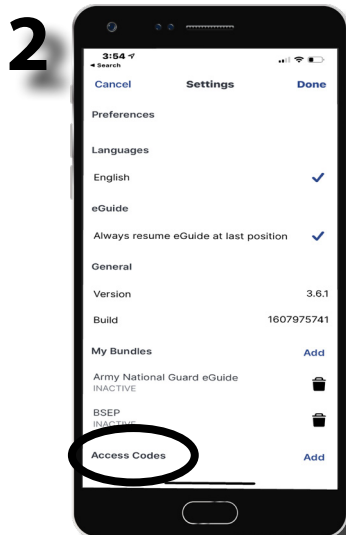 2
3:54
◄ Search
Cancel Settings Done
Preferences
Languages
English
eGuide
Always resume eGuide at last position
General
Version 3.6.1
Build 1607975741
My Bundles Add
Army National Guard eGuide
INACTIVE
BSEP
INACTIVE
Access Codes Add